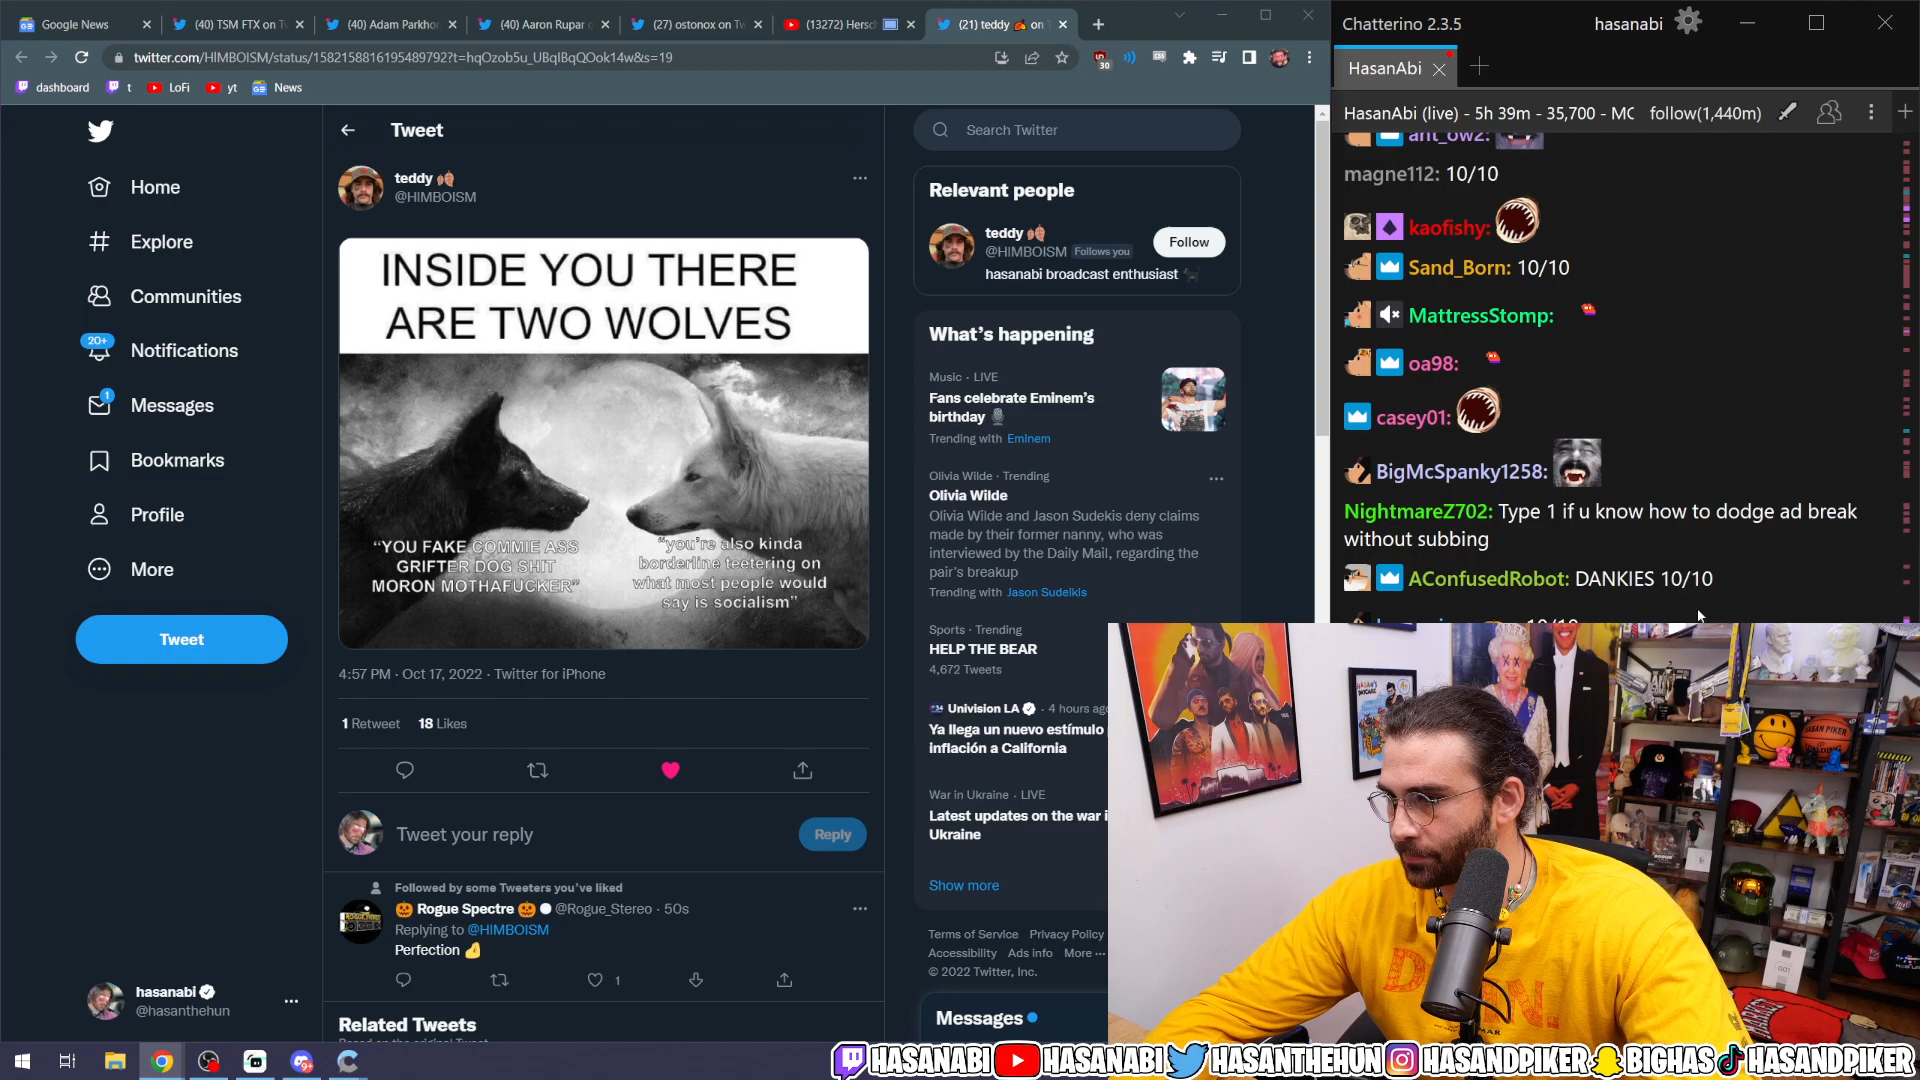 Google News
(40) TSM FTX on T
(40) Adam Parkho
(40) Aaron Rupar o
(27) ostonox on Tw
(13272) Hersc
(21) teddy on
twitter.com/HIMBOISM/status/1582158816195489792?t=hqOzob5u_UBqIBqQOok14w&s=19
30
dashboard
t
LoFi
yt
News
Home
Explore
Communities
20+
Notifications
1
Messages
Bookmarks
Profile
More
Tweet
hasanabi
@hasanthehun
Tweet
teddy
@HIMBOISM
INSIDE YOU THERE
ARE TWO WOLVES
"YOU FAKE COMMIE ASS
GRIFTER DOG SHIT
MORON MOTHAFUCKER"
"you're also kinda
borderline teetering on
what most people would
say is socialism"
4:57 PM · Oct 17, 2022 · Twitter for iPhone
1 Retweet 18 Likes
Tweet your reply
Reply
Followed by some Tweeters you've liked
Rogue Spectre @Rogue_Stereo · 50s
Replying to @HIMBOISM
Perfection
1
Related Tweets
Search Twitter
Relevant people
teddy
@HIMBOISM Follows you
Follow
hasanabi broadcast enthusiast
What's happening
Music · LIVE
Fans celebrate Eminem's
birthday
Trending with Eminem
Olivia Wilde · Trending
Olivia Wilde
Olivia Wilde and Jason Sudekis deny claims
made by their former nanny, who was
interviewed by the Daily Mail, regarding the
pair's breakup
Trending with Jason Sudeikis
Sports · Trending
HELP THE BEAR
4,672 Tweets
Univision LA · 4 hours ago
Ya llega un nuevo estímulo
inflación a California
War in Ukraine · LIVE
Latest updates on the war i
Ukraine
Show more
Terms of Service Privacy Policy
Accessibility Ads info More
© 2022 Twitter, Inc.
Messages
Chatterino 2.3.5
hasanabi
HasanAbi
HasanAbi (live) - 5h 39m - 35,700 - MC
follow(1,440m)
ant_ow2:
magne112: 10/10
kaofishy:
Sand_Born: 10/10
MattressStomp:
oa98:
casey01:
BigMcSpanky1258:
NightmareZ702: Type 1 if u know how to dodge ad break
without subbing
AConfusedRobot: DANKIES 10/10
HASAN PIKER
SPALDING
HASANABI HASANABI HASANTHEHUN HASANDPIKER BIGHAS HASANDPIKER